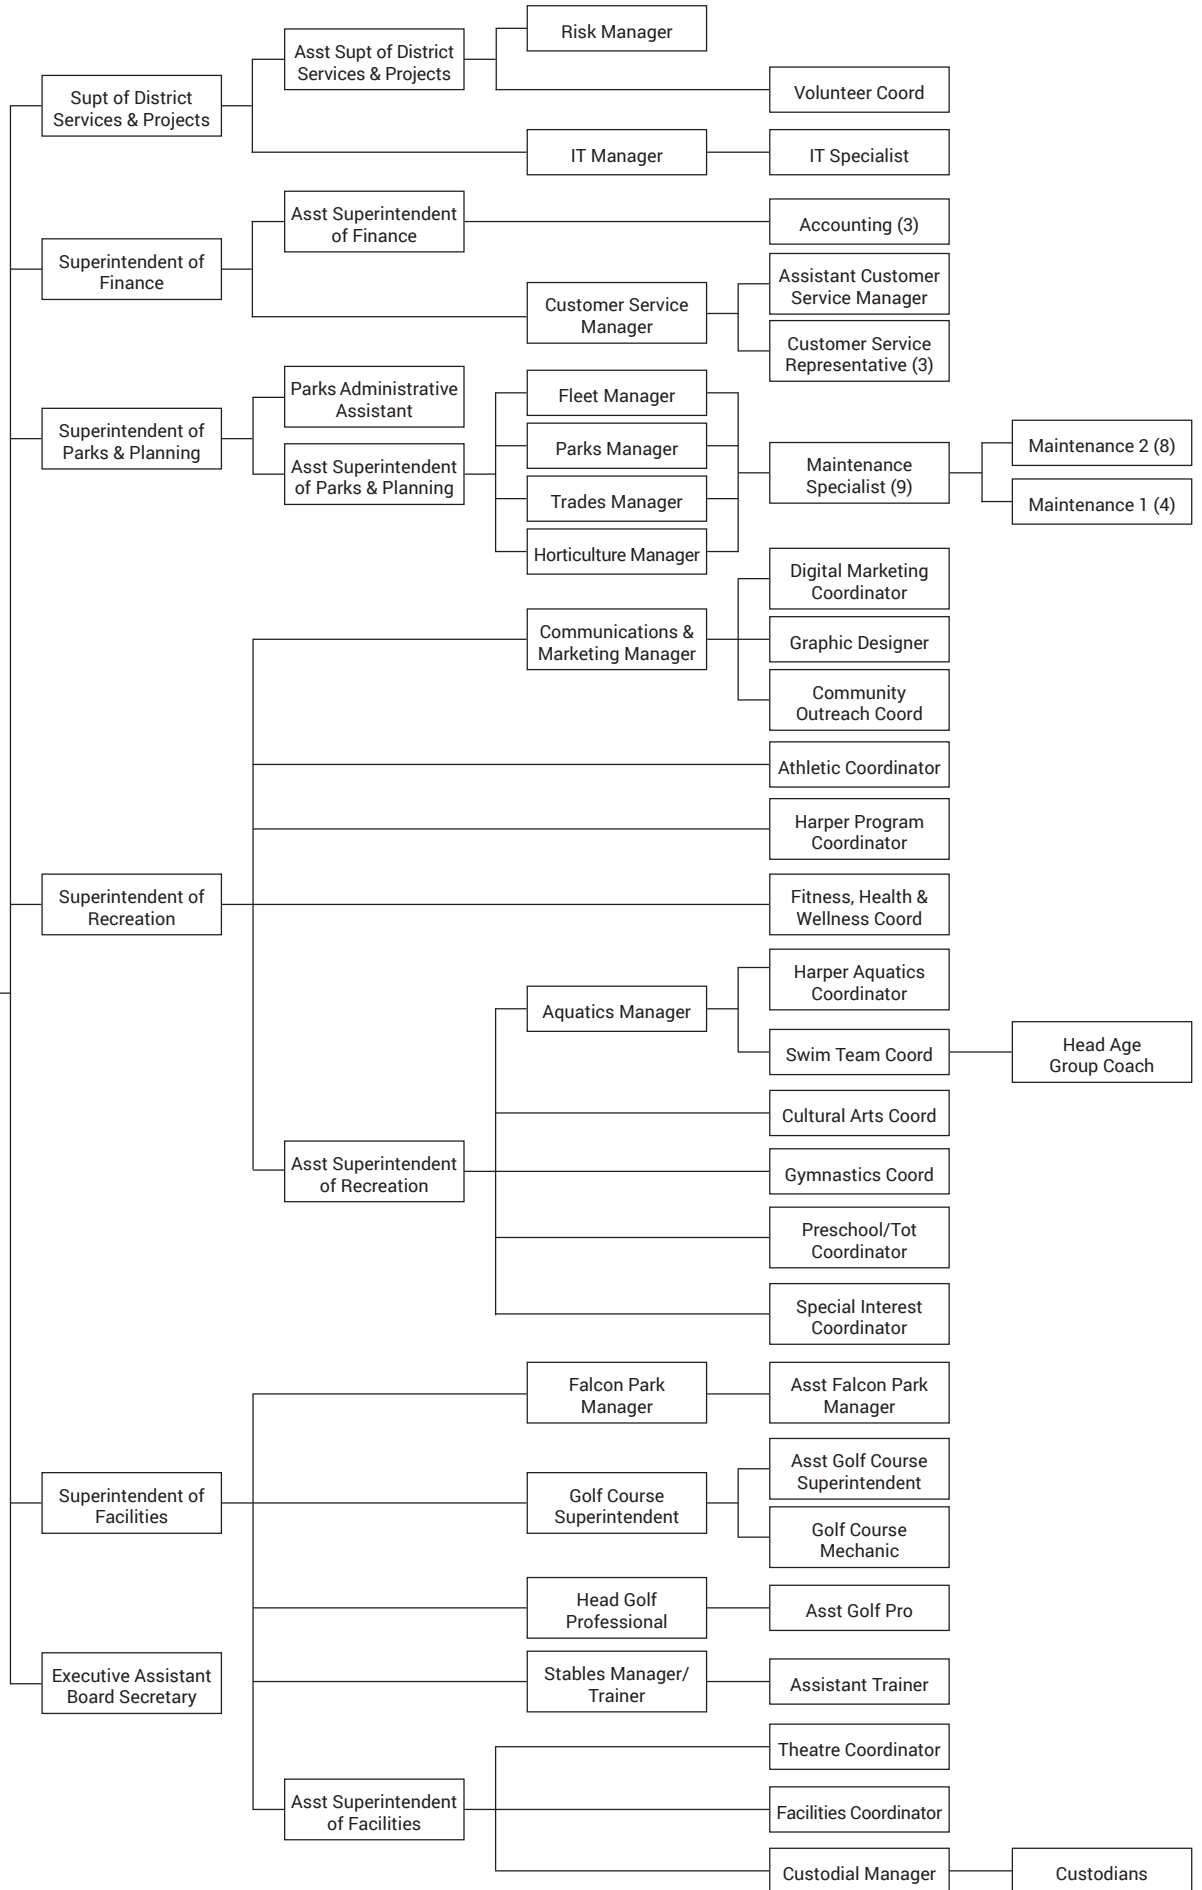 Risk Manager
Asst Supt of District
Services & Projects
Volunteer Coord
Supt of District
Services & Projects
IT Manager
IT Specialist
Asst Superintendent
of Finance
Accounting (3)
Superintendent of
Finance
Assistant Customer
Service Manager
Customer Service
Manager
Customer Service
Representative (3)
Parks Administrative
Assistant
Fleet Manager
Superintendent of
Parks & Planning
Parks Manager
Asst Superintendent
of Parks & Planning
Maintenance
Specialist (9)
Maintenance 2 (8)
Trades Manager
Maintenance 1 (4)
Horticulture Manager
Digital Marketing
Coordinator
Communications &
Marketing Manager
Graphic Designer
Community
Outreach Coord
Athletic Coordinator
Harper Program
Coordinator
Superintendent of
Recreation
Fitness, Health &
Wellness Coord
Harper Aquatics
Coordinator
Aquatics Manager
Swim Team Coord
Head Age
Group Coach
Cultural Arts Coord
Asst Superintendent
of Recreation
Gymnastics Coord
Preschool/Tot
Coordinator
Special Interest
Coordinator
Falcon Park
Manager
Asst Falcon Park
Manager
Asst Golf Course
Superintendent
Superintendent of
Facilities
Golf Course
Superintendent
Golf Course
Mechanic
Head Golf
Professional
Asst Golf Pro
Executive Assistant
Board Secretary
Stables Manager/
Trainer
Assistant Trainer
Theatre Coordinator
Asst Superintendent
of Facilities
Facilities Coordinator
Custodial Manager
Custodians